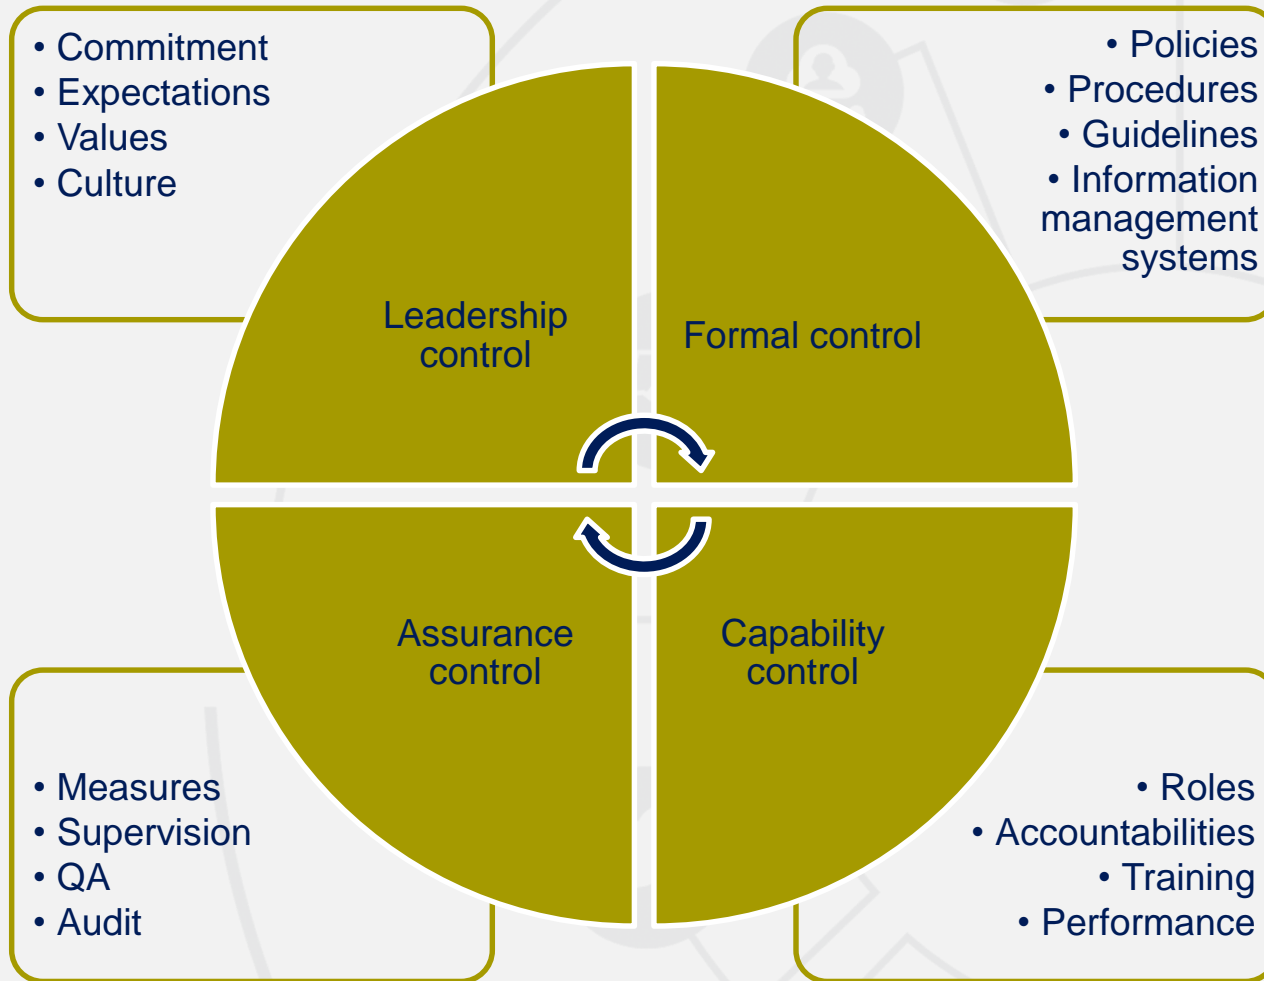 • Commitment
• Expectations
• Values
• Culture
• Policies
• Procedures
• Guidelines
• Information
management
systems
Leadership
control
Formal control
Assurance
control
Capability
control
• Measures
• Supervision
• QA
• Audit
• Roles
• Accountabilities
• Training
• Performance